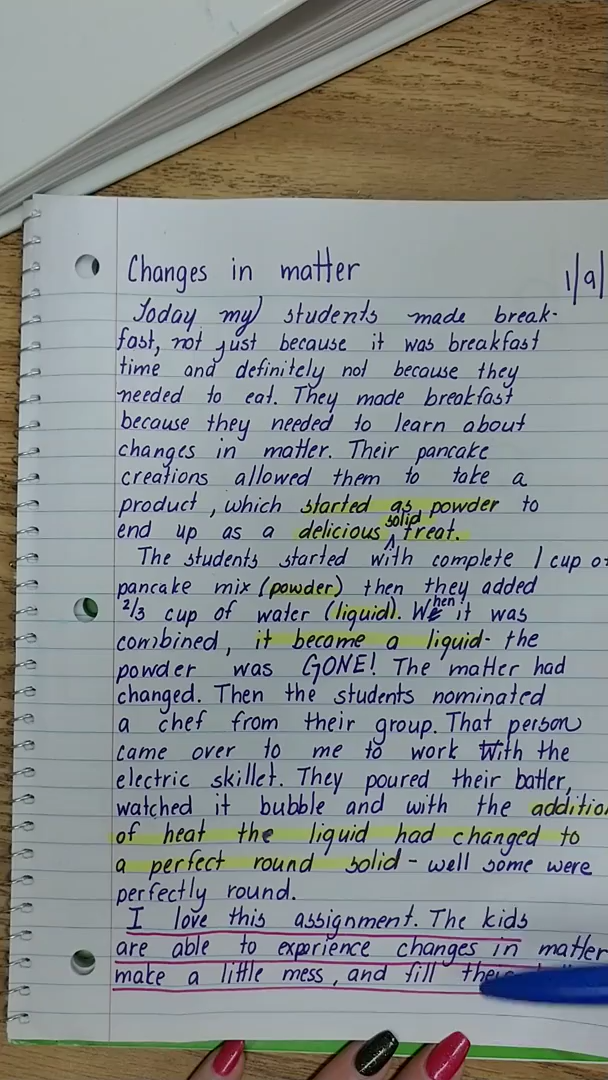 Changes in matter
1/9/
Today my students made break-
fast, not just because it was breakfast
time and definitely not because they
needed to eat. They made breakfast
because they needed to learn about
changes in matter. Their pancake
creations allowed them to take a
product, which started as powder to
end up as a delicious solid treat.
The students started with complete 1 cup of
pancake mix (powder) then they added
2/3 cup of water (liquid). When it was
combined, it became a liquid- the
powder was GONE! The matter had
changed. Then the students nominated
a chef from their group. That person
came over to me to work with the
electric skillet. They poured their batter,
watched it bubble and with the addition
of heat the liquid had changed to
a perfect round solid - well some were
perfectly round.
I love this assignment. The kids
are able to experience changes in matter
make a little mess, and fill